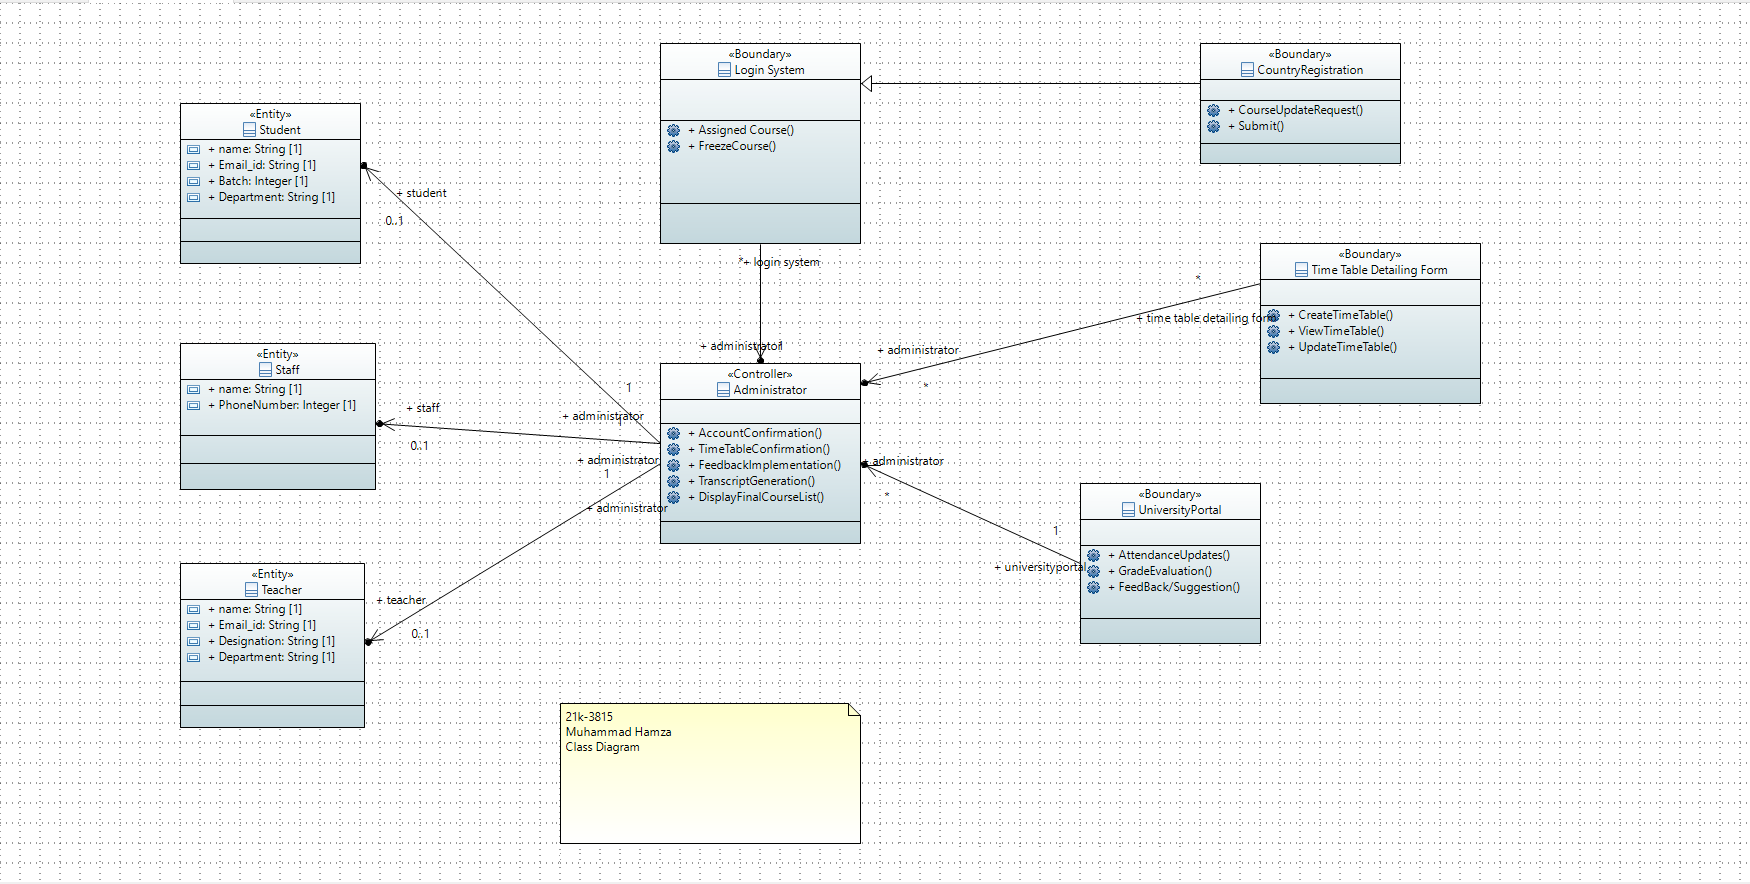 «Boundary»
Login System
+ Assigned Course()
+ FreezeCourse()
«Boundary»
CountryRegistration
+ CourseUpdateRequest()
+ Submit()
«Entity»
Student
+ name: String [1]
+ Email_id: String [1]
+ Batch: Integer [1]
+ Department: String [1]
+ student
0..1
*
+ login system
«Boundary»
Time Table Detailing Form
+ CreateTimeTable()
+ ViewTimeTable()
+ UpdateTimeTable()
*
+ time table detailing form
+ administrator
*
+ administrator
1
«Entity»
Staff
+ name: String [1]
+ PhoneNumber: Integer [1]
+ staff
0..1
1
+ administrator
1
+ administrator
1
+ administrator
«Controller»
Administrator
+ AccountConfirmation()
+ TimeTableConfirmation()
+ FeedbackImplementation()
+ TranscriptGeneration()
+ DisplayFinalCourseList()
+ administrator
*
1
+ universityportal
«Boundary»
UniversityPortal
+ AttendanceUpdates()
+ GradeEvaluation()
+ FeedBack/Suggestion()
«Entity»
Teacher
+ name: String [1]
+ Email_id: String [1]
+ Designation: String [1]
+ Department: String [1]
+ teacher
0..1
21k-3815
Muhammad Hamza
Class Diagram